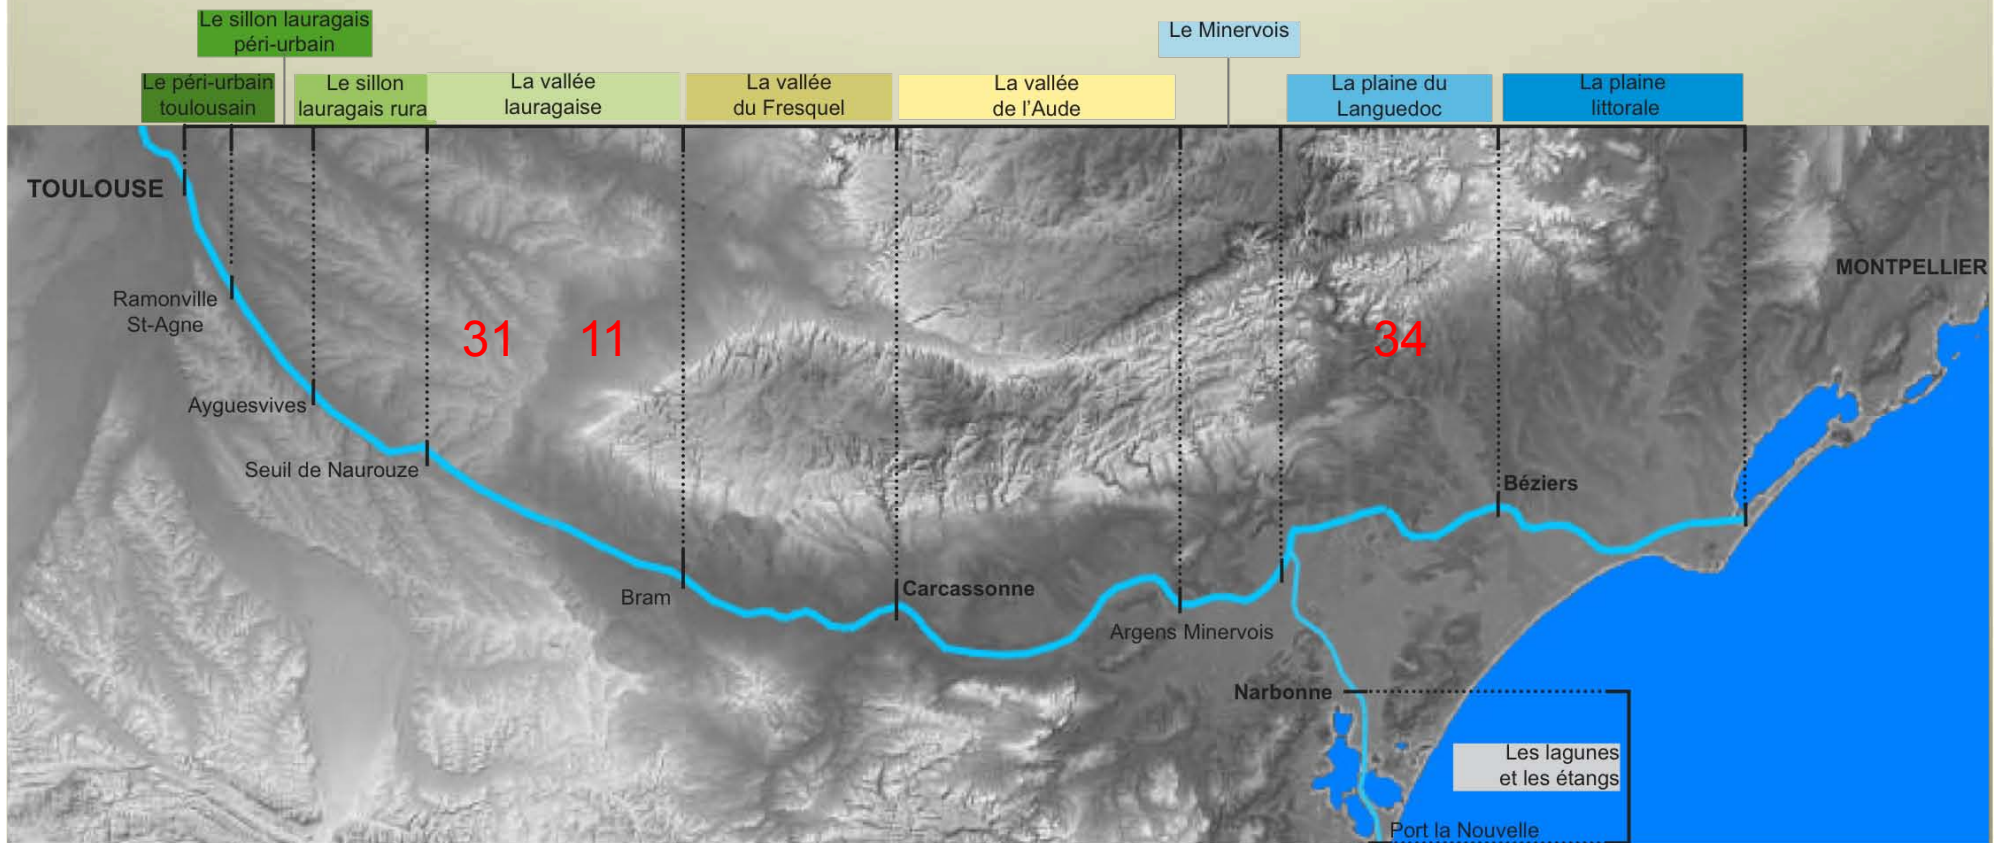 Le sillon lauragais
péri-urbain
Le Minervois
Le péri-urbain
toulousain
Le sillon
lauragais rura
La vallée
lauragaise
La vallée
du Fresquel
La vallée
de l'Aude
La plaine du
Languedoc
La plaine
littorale
TOULOUSE
MONTPELLIER
Ramonville
St-Agne
31
11
34
Ayguesvives
Seuil de Naurouze
Béziers
Bram
Carcassonne
Argens Minervois
Narbonne
Les lagunes
et les étangs
Port la Nouvelle